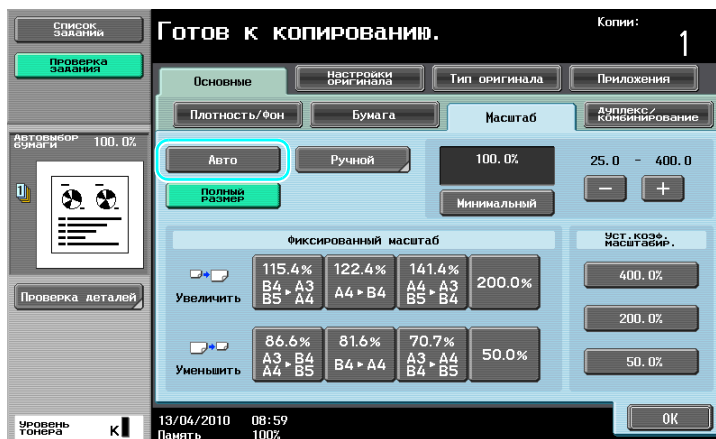 Список
заданий
Проверка
задания
Готов к копированию.
Копии:
1
Основные
Настройки
оригинала
Тип оригинала
Приложения
Плотность/Фон
Бумага
Масштаб
Дуплекс/
Комбинирование
Автовыбор
бумаги
100.0%
Авто
Ручной
100.0%
25.0 - 400.0
Полный
размер
Минимальный
− +
Фиксированный масштаб
Уст.коэф.
масштабир.
Увеличить
115.4%
B4▸A3
B5▸A4
122.4%
A4▸B4
141.4%
A4▸A3
B5▸B4
200.0%
400.0%
200.0%
50.0%
Проверка деталей
Уменьшить
86.6%
A3▸B4
A4▸B5
81.6%
B4▸A4
70.7%
A3▸A4
B4▸B5
50.0%
Уровень
тонера
K
13/04/2010 08:59
Память 100%
OK